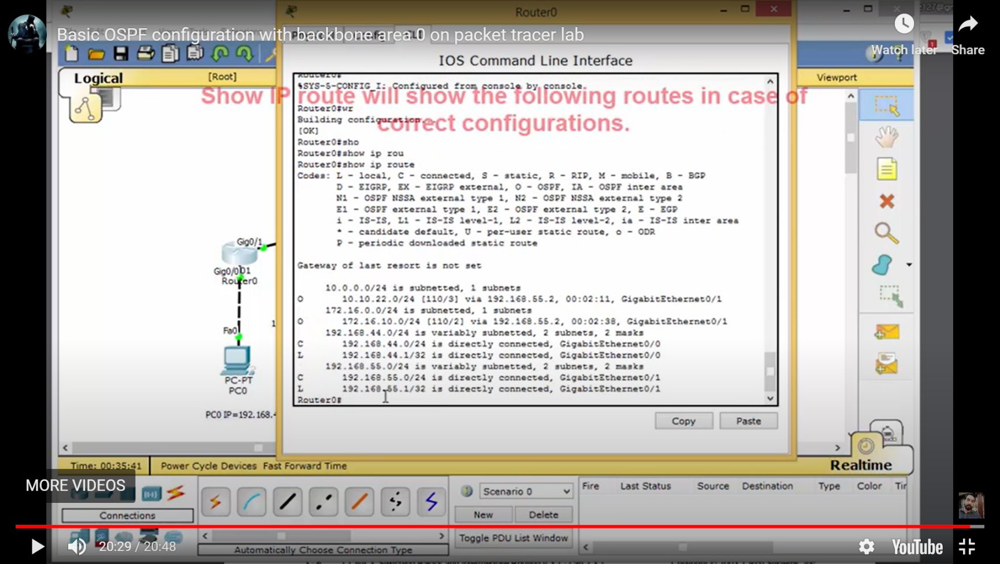 Router0
Basic OSPF configuration with backbone area 0 on packet tracer lab
Watch later
Share
IOS Command Line Interface
Logical
[Root]
Viewport
Router0#
%SYS-5-CONFIG_I: Configured from console by console
Show IP route will show the following routes in case of
correct configurations.
Router0#wr
Building configuration...
[OK]
Router0#sho
Router0#show ip rou
Router0#show ip route
Codes: L - local, C - connected, S - static, R - RIP, M - mobile, B - BGP
D - EIGRP, EX - EIGRP external, O - OSPF, IA - OSPF inter area
N1 - OSPF NSSA external type 1, N2 - OSPF NSSA external type 2
E1 - OSPF external type 1, E2 - OSPF external type 2, E - EGP
i - IS-IS, L1 - IS-IS level-1, L2 - IS-IS level-2, ia - IS-IS inter area
* - candidate default, U - per-user static route, o - ODR
P - periodic downloaded static route
Gateway of last resort is not set
10.0.0.0/24 is subnetted, 1 subnets
O 10.10.22.0/24 [110/3] via 192.168.55.2, 00:02:11, GigabitEthernet0/1
172.16.0.0/24 is subnetted, 1 subnets
O 172.16.10.0/24 [110/2] via 192.168.55.2, 00:02:38, GigabitEthernet0/1
192.168.44.0/24 is variably subnetted, 2 subnets, 2 masks
C 192.168.44.0/24 is directly connected, GigabitEthernet0/0
L 192.168.44.1/32 is directly connected, GigabitEthernet0/0
192.168.55.0/24 is variably subnetted, 2 subnets, 2 masks
C 192.168.55.0/24 is directly connected, GigabitEthernet0/1
L 192.168.55.1/32 is directly connected, GigabitEthernet0/1
Router0#
Gig0/1
Gig0/0
Router0
Fa0
PC-PT
PC0
PC0 IP=192.168.4
Copy
Paste
Time: 00:35:41
Power Cycle Devices Fast Forward Time
Realtime
MORE VIDEOS
Connections
Scenario 0
New
Delete
Toggle PDU List Window
Fire
Last Status
Source
Destination
Type
Color
Automatically Choose Connection Type
20:29 / 20:48
YouTube